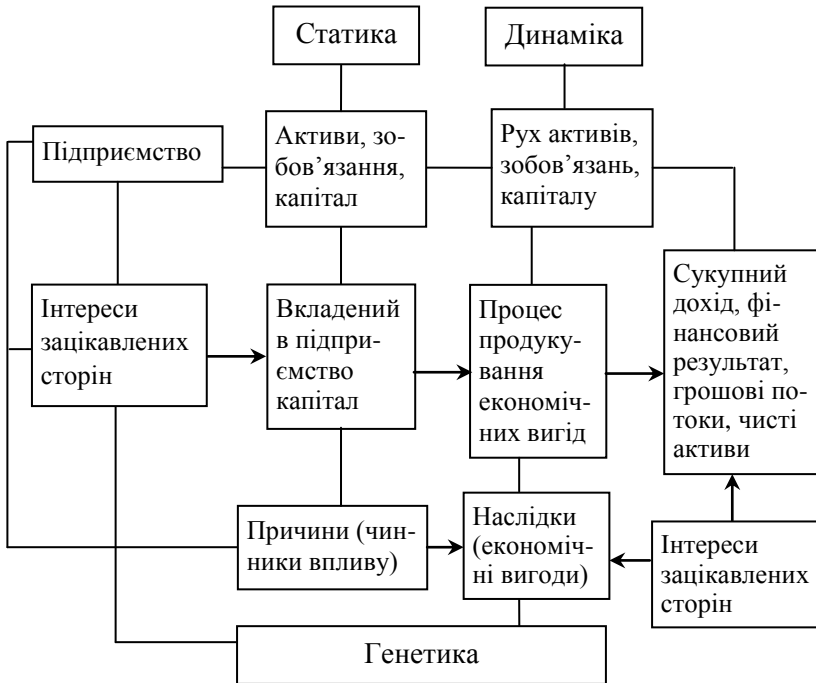 Статика
Динаміка
Підприємство
Активи, зо-
бов’язання,
капітал
Рух активів,
зобов’язань,
капіталу
Інтереси
зацікавлених
сторін
Вкладений
в підпри-
ємство
капітал
Процес
продуку-
вання
економіч-
них вигід
Сукупний
дохід, фі-
нансовий
результат,
грошові по-
токи, чисті
активи
Причини (чин-
ники впливу)
Наслідки
(економіч-
ні вигоди)
Інтереси
зацікавлених
сторін
Генетика